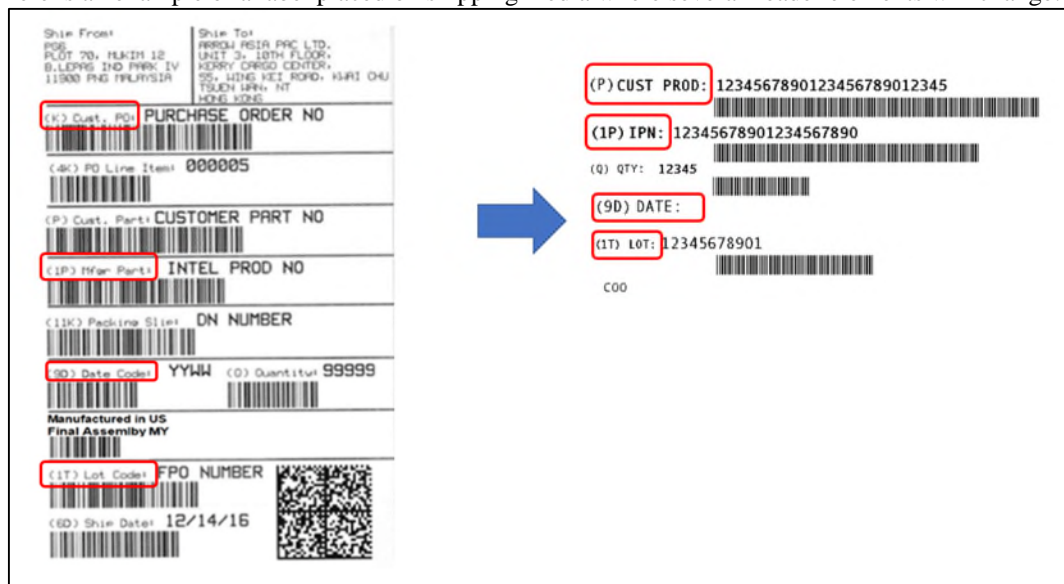 Ship From:
PSG
PLOT 70, MUKIM 12
B.LEPAS IND PARK IV
11900 PNG MALAYSIA
Ship To:
ARROW ASIA PAC LTD.
UNIT 3, 10TH FLOOR,
KERRY CARGO CENTER,
55, WING KEI ROAD, KWAI CHU
TSUEN WAN, NT
HONG KONG
(K) Cust. PO: PURCHASE ORDER NO
(4K) PO Line Item: 000005
(P) Cust. Part: CUSTOMER PART NO
(1P) Mfgr Part: INTEL PROD NO
(11K) Packing Slip: DN NUMBER
(9D) Date Code: YYWW (Q) Quantity: 99999
Manufactured in US
Final Assemlby MY
(1T) Lot Code: FPO NUMBER
(6D) Ship Date: 12/14/16
(P) CUST PROD: 1234567890123456789012345
(1P) IPN: 12345678901234567890
(Q) QTY: 12345
(9D) DATE:
(1T) LOT: 12345678901
COO